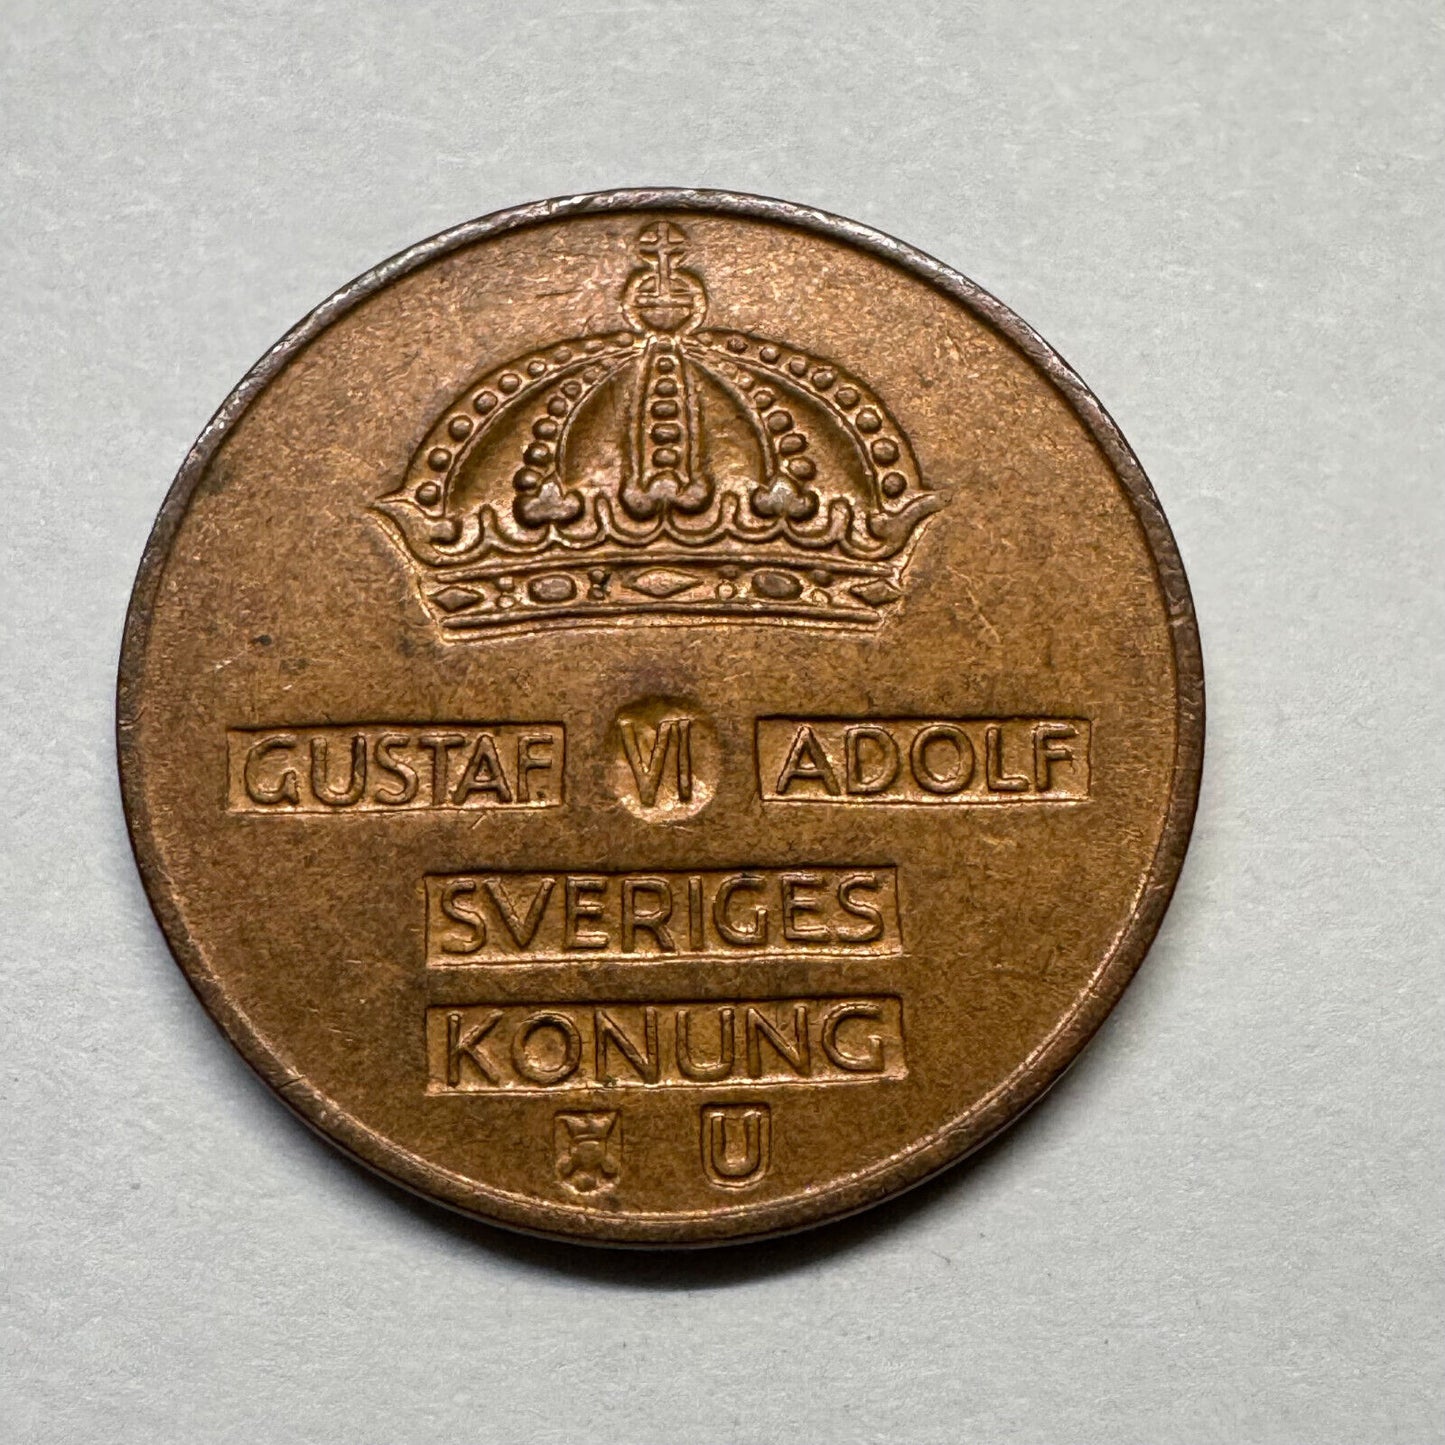 GUSTAF VI ADOLF
SVERIGES
KONUNG
U